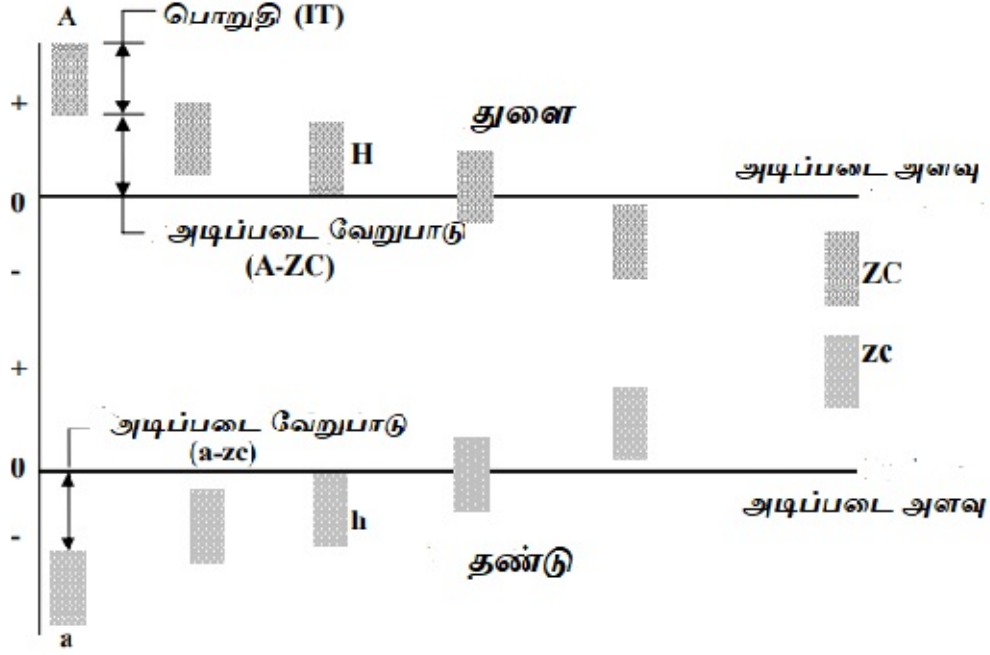 A
பொறுதி (IT)
+
துளை
H
அடிப்படை அளவு
0
அடிப்படை வேறுபாடு
(A-ZC)
-
ZC
zc
+
அடிப்படை வேறுபாடு
(a-zc)
0
அடிப்படை அளவு
h
-
தண்டு
a